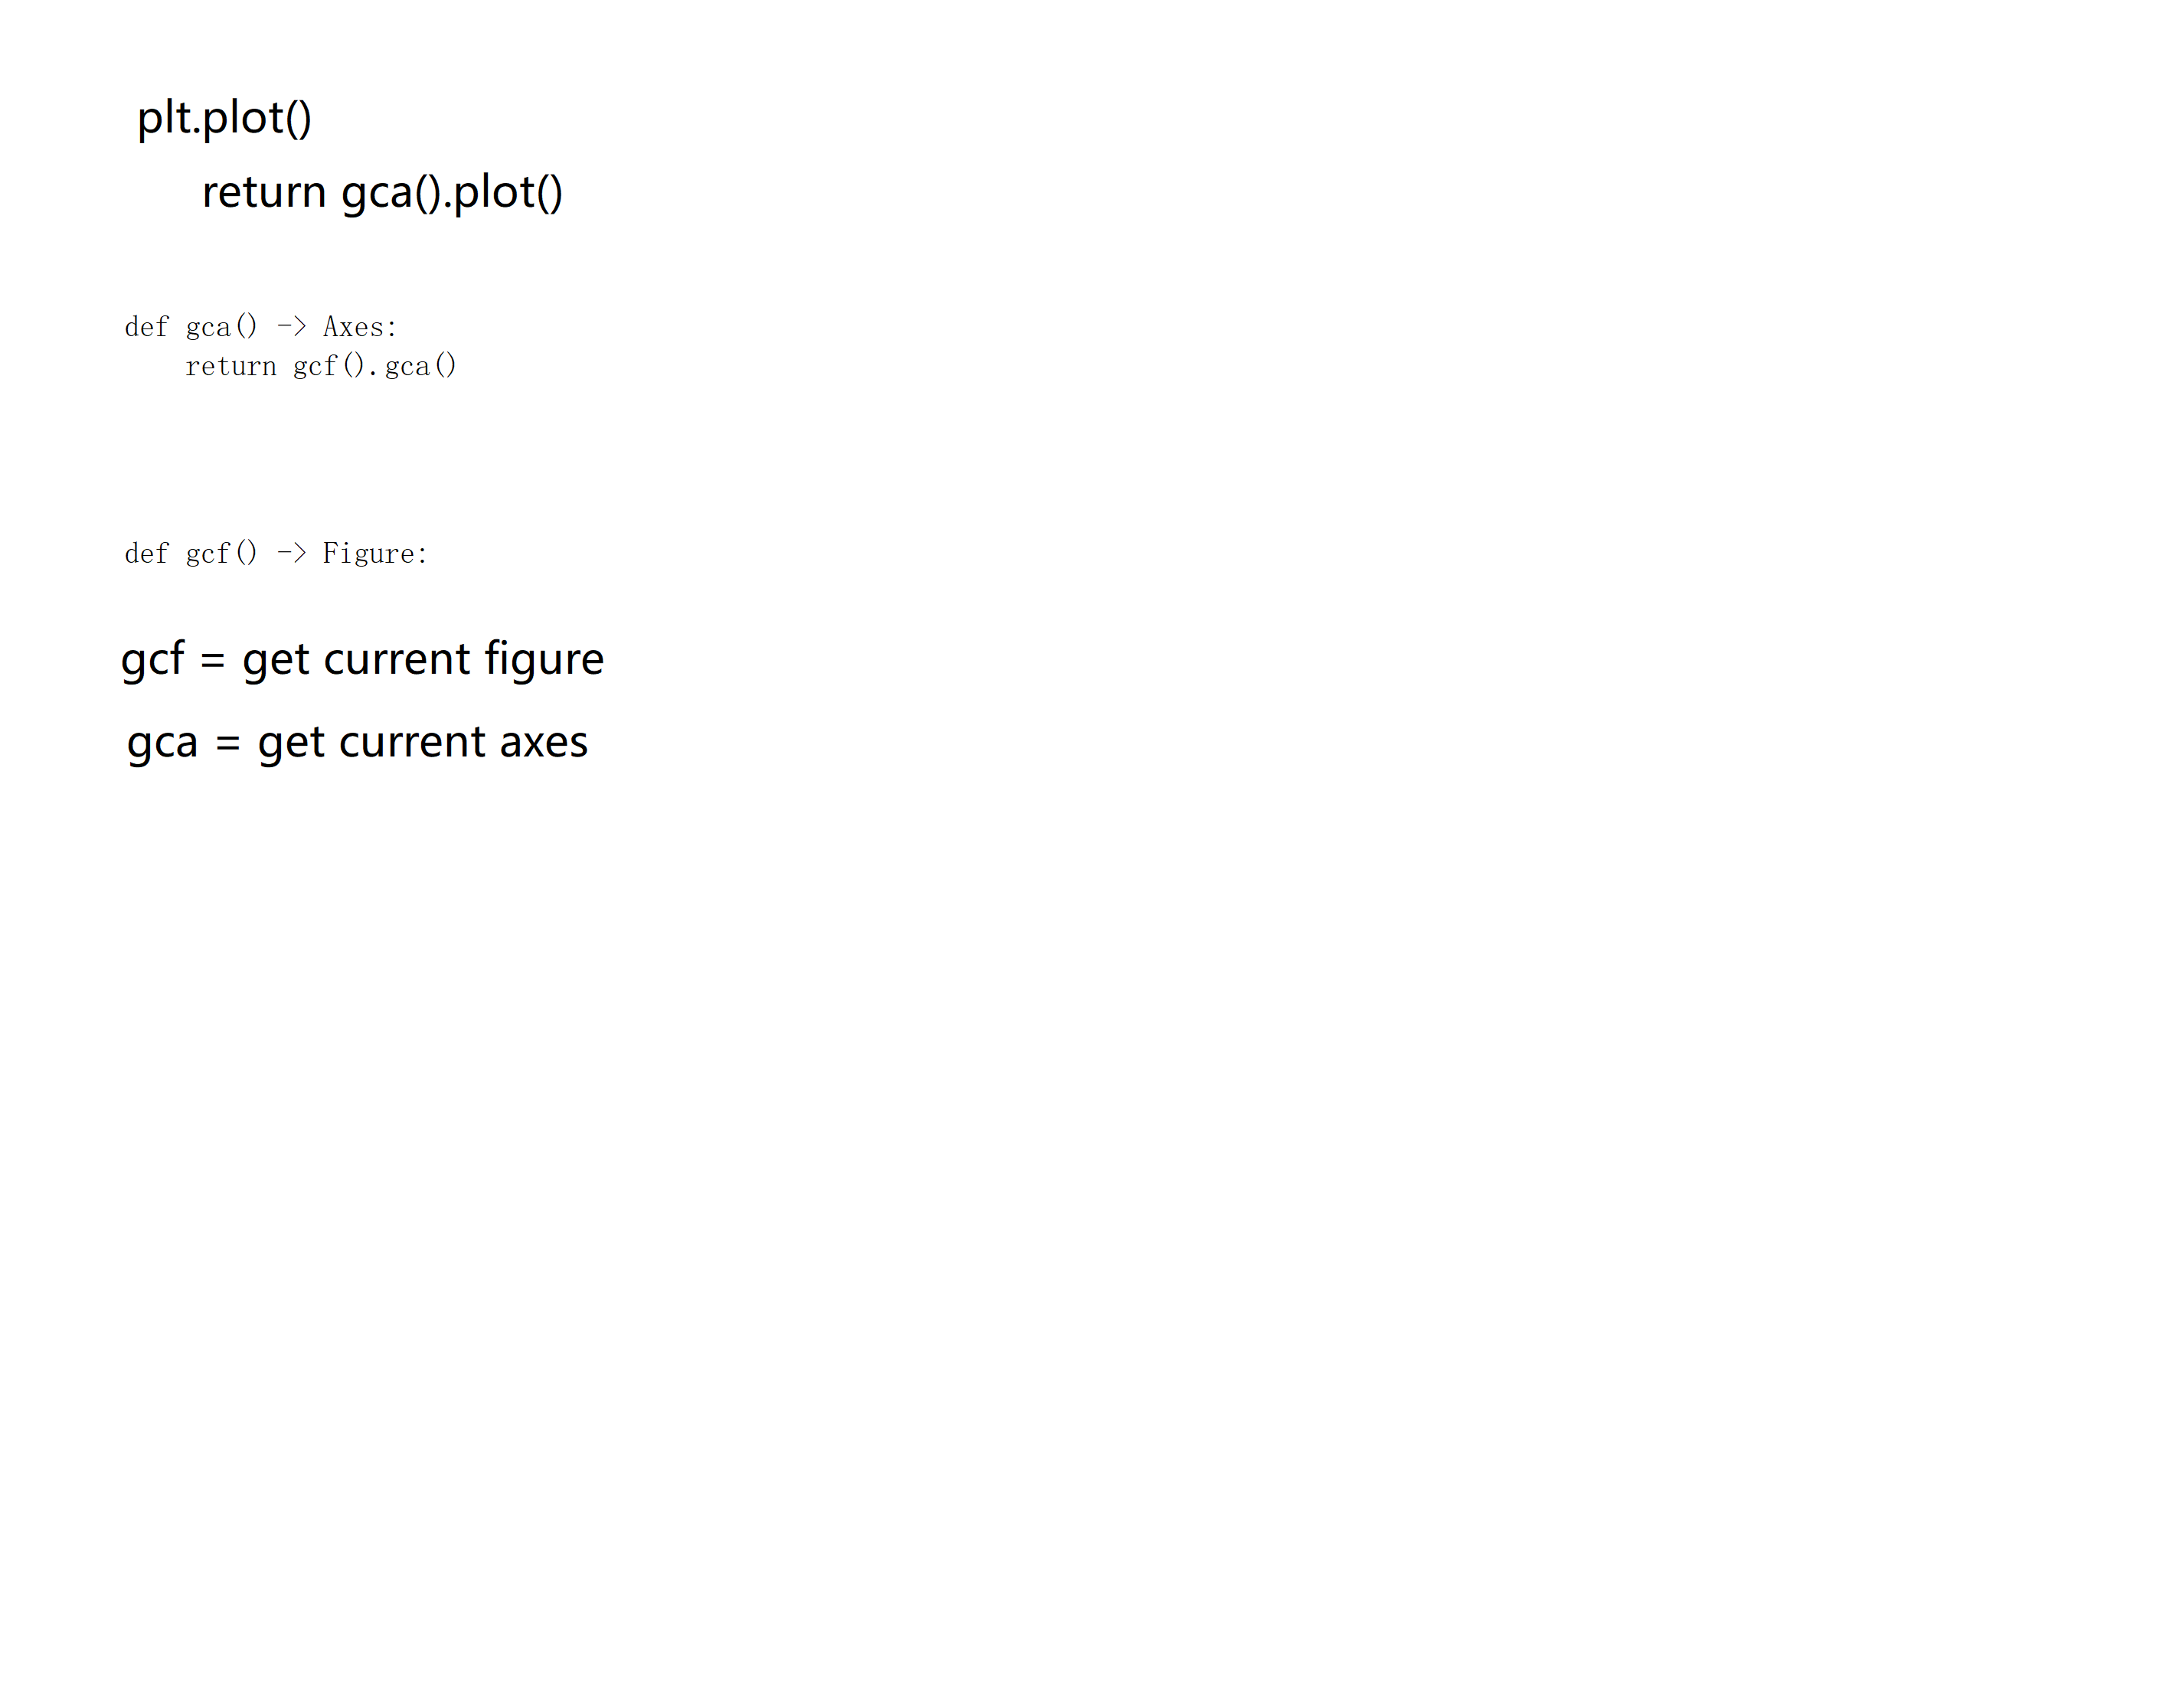 plt.plot()
return gca().plot()
def gca() -> Axes:
    return gcf().gca()
def gcf() -> Figure:
gcf = get current figure
gca = get current axes